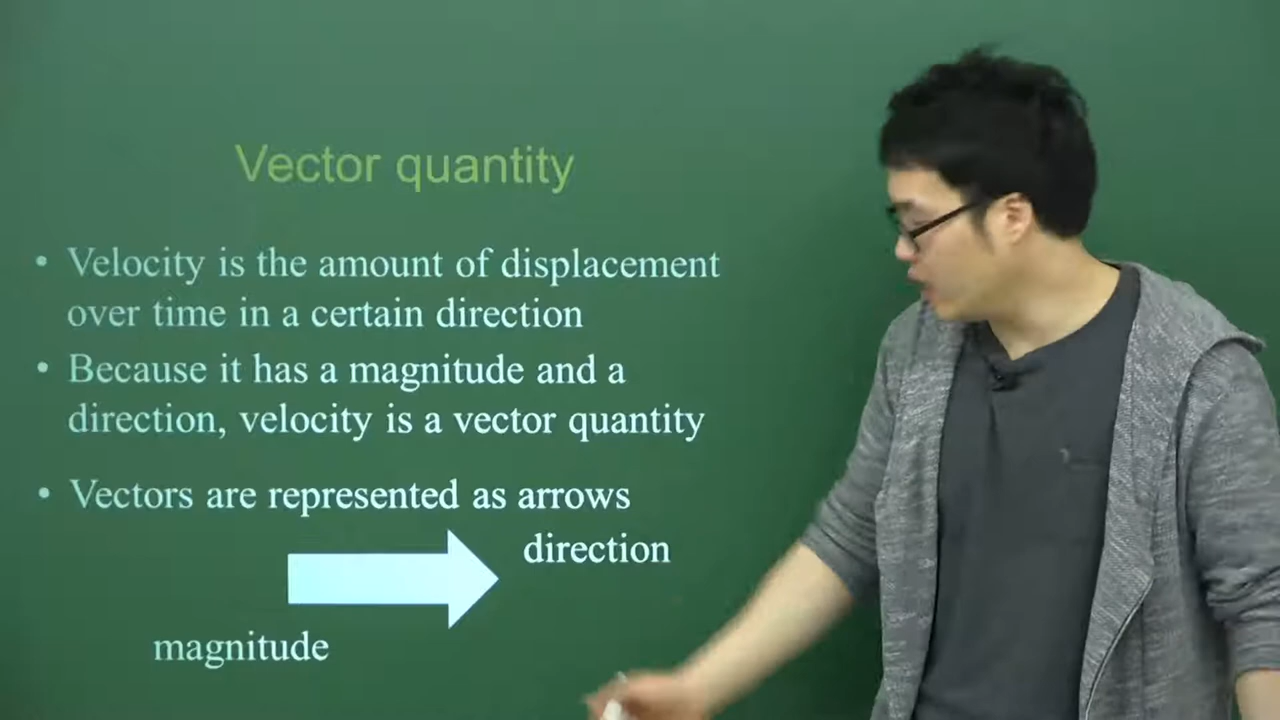 Vector quantity
• Velocity is the amount of displacement
over time in a certain direction
• Because it has a magnitude and a
direction, velocity is a vector quantity
• Vectors are represented as arrows
direction
magnitude